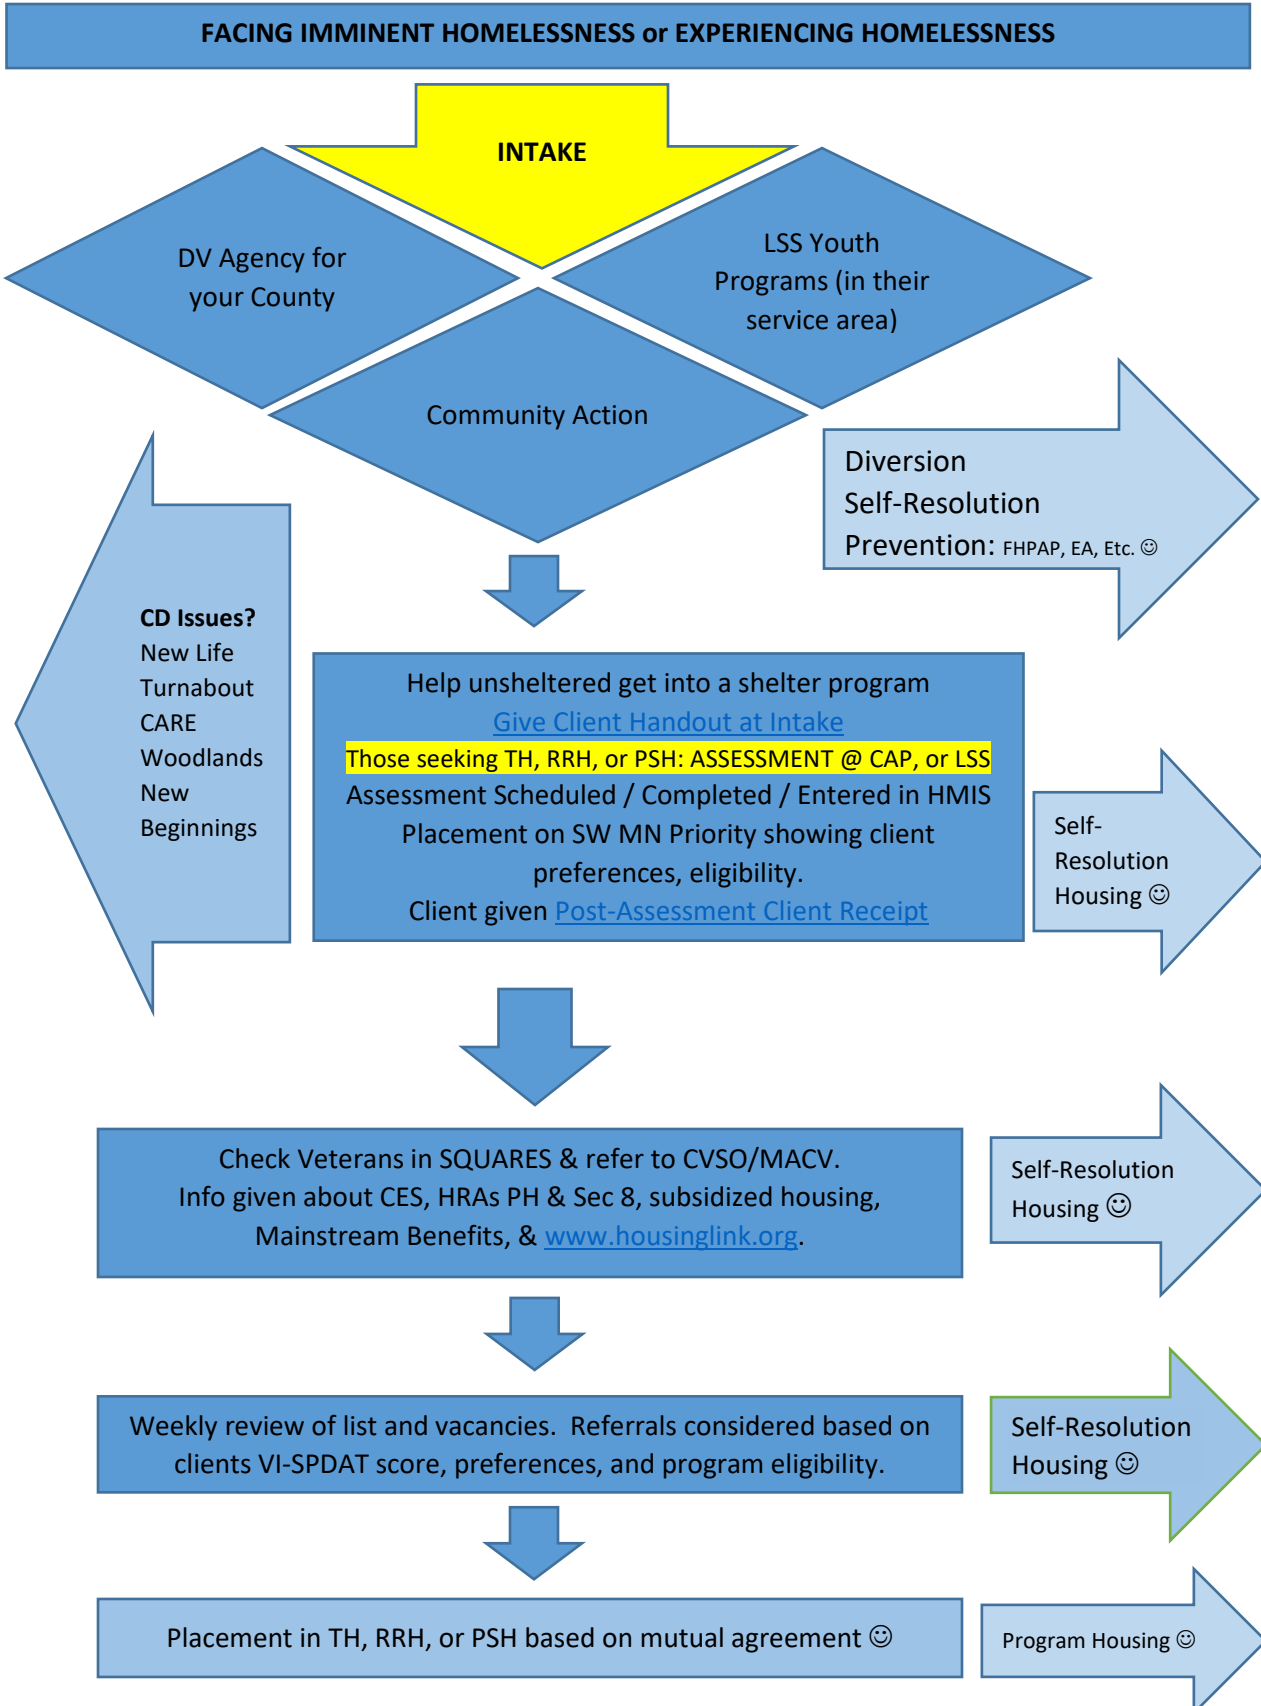 FACING IMMINENT HOMELESSNESS or EXPERIENCING HOMELESSNESS
INTAKE
DV Agency for
your County
LSS Youth
Programs (in their
service area)
Community Action
Diversion
Self-Resolution
Prevention: FHPAP, EA, Etc. ☺
CD Issues?
New Life
Turnabout
CARE
Woodlands
New
Beginnings
Help unsheltered get into a shelter program
Give Client Handout at Intake
Those seeking TH, RRH, or PSH: ASSESSMENT @ CAP, or LSS
Assessment Scheduled / Completed / Entered in HMIS
Placement on SW MN Priority showing client
preferences, eligibility.
Client given Post-Assessment Client Receipt
Self-
Resolution
Housing ☺
Check Veterans in SQUARES & refer to CVSO/MACV.
Info given about CES, HRAs PH & Sec 8, subsidized housing,
Mainstream Benefits, & www.housinglink.org.
Self-Resolution
Housing ☺
Weekly review of list and vacancies.  Referrals considered based on
clients VI-SPDAT score, preferences, and program eligibility.
Self-Resolution
Housing ☺
Placement in TH, RRH, or PSH based on mutual agreement ☺
Program Housing ☺